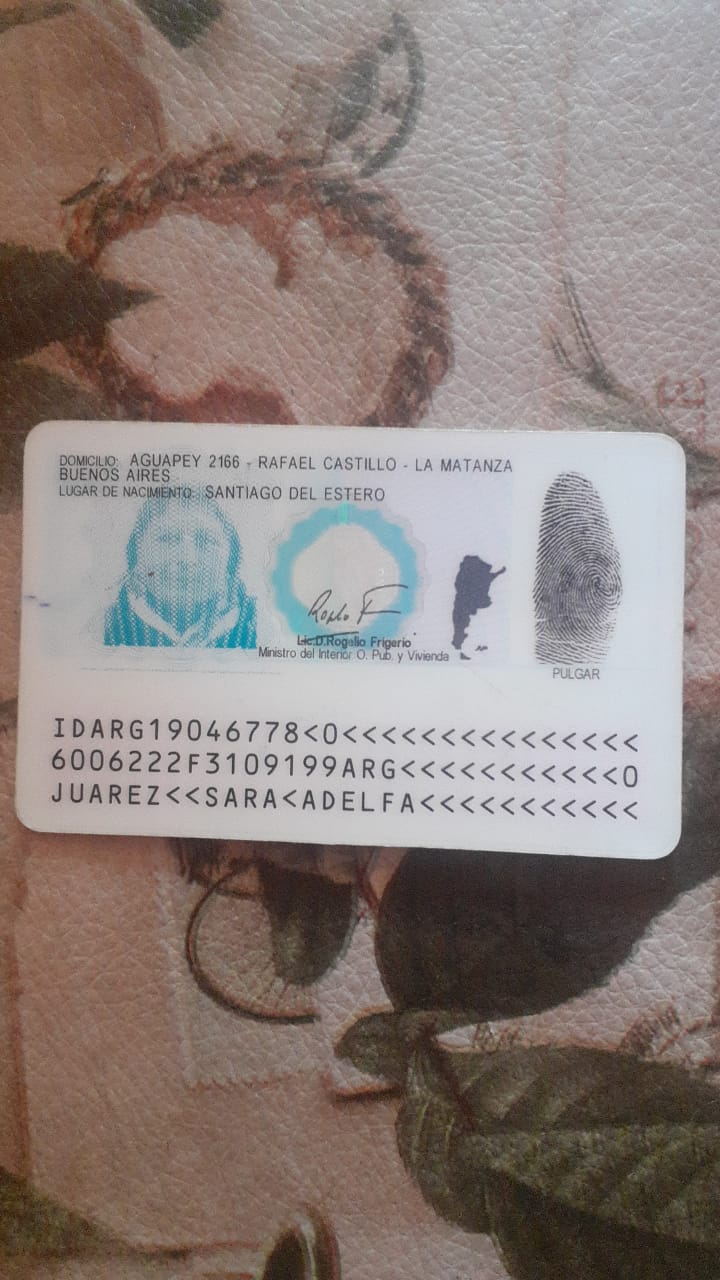 DOMICILIO: AGUAPEY 2166 - RAFAEL CASTILLO - LA MATANZA
BUENOS AIRES
LUGAR DE NACIMIENTO: SANTIAGO DEL ESTERO
Lic.D.Rogelio Frigerio
Ministro del Interior O. Pub. y Vivienda
PULGAR
IDARG19046778<0<<<<<<<<<<<<<<<
6006222F3109199ARG<<<<<<<<<<<0
JUAREZ<<SARA<ADELFA<<<<<<<<<<<